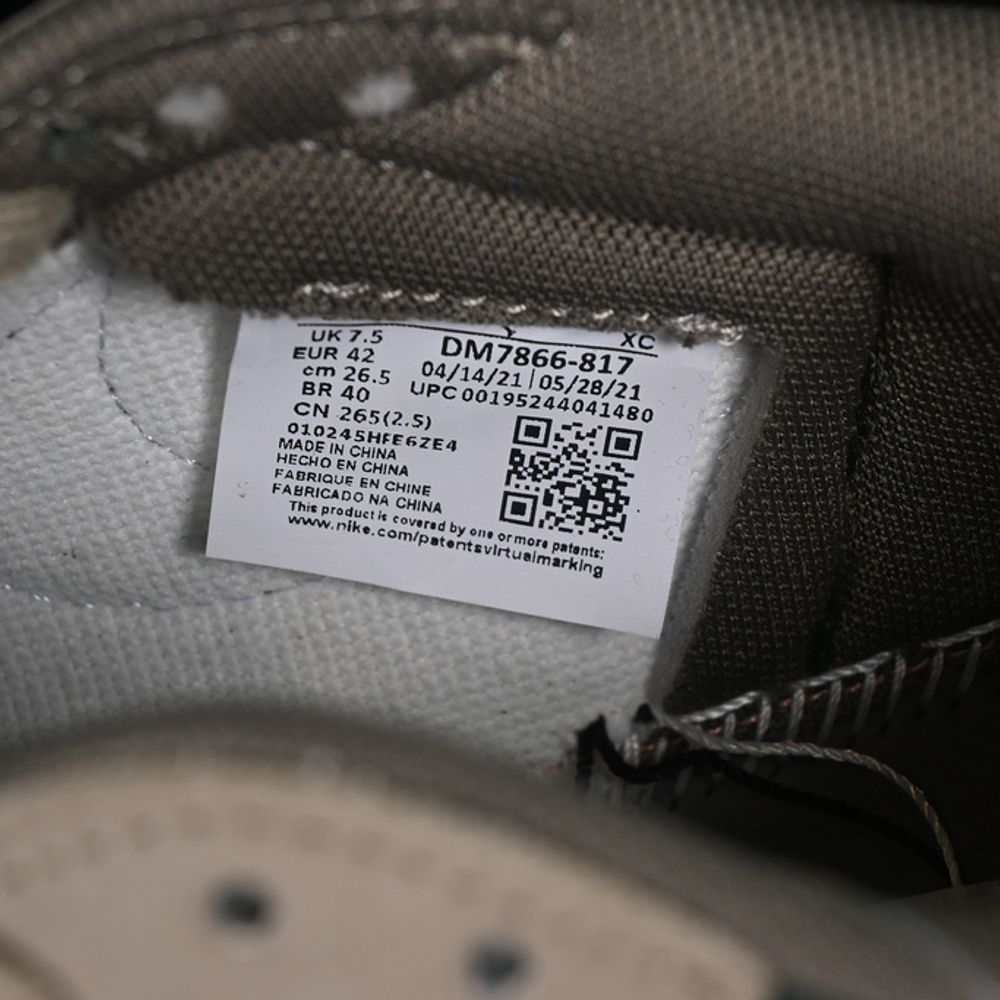 UK 7.5
EUR 42
cm 26.5
BR 40
CN 265(2.5)
010245HFE6ZE4
MADE IN CHINA
HECHO EN CHINA
FABRIQUE EN CHINE
FABRICADO NA CHINA
XC
DM7866-817
04/14/21 | 05/28/21
UPC 00195244041480
This product is covered by one or more patents:
www.nike.com/patentsvirtualmarking